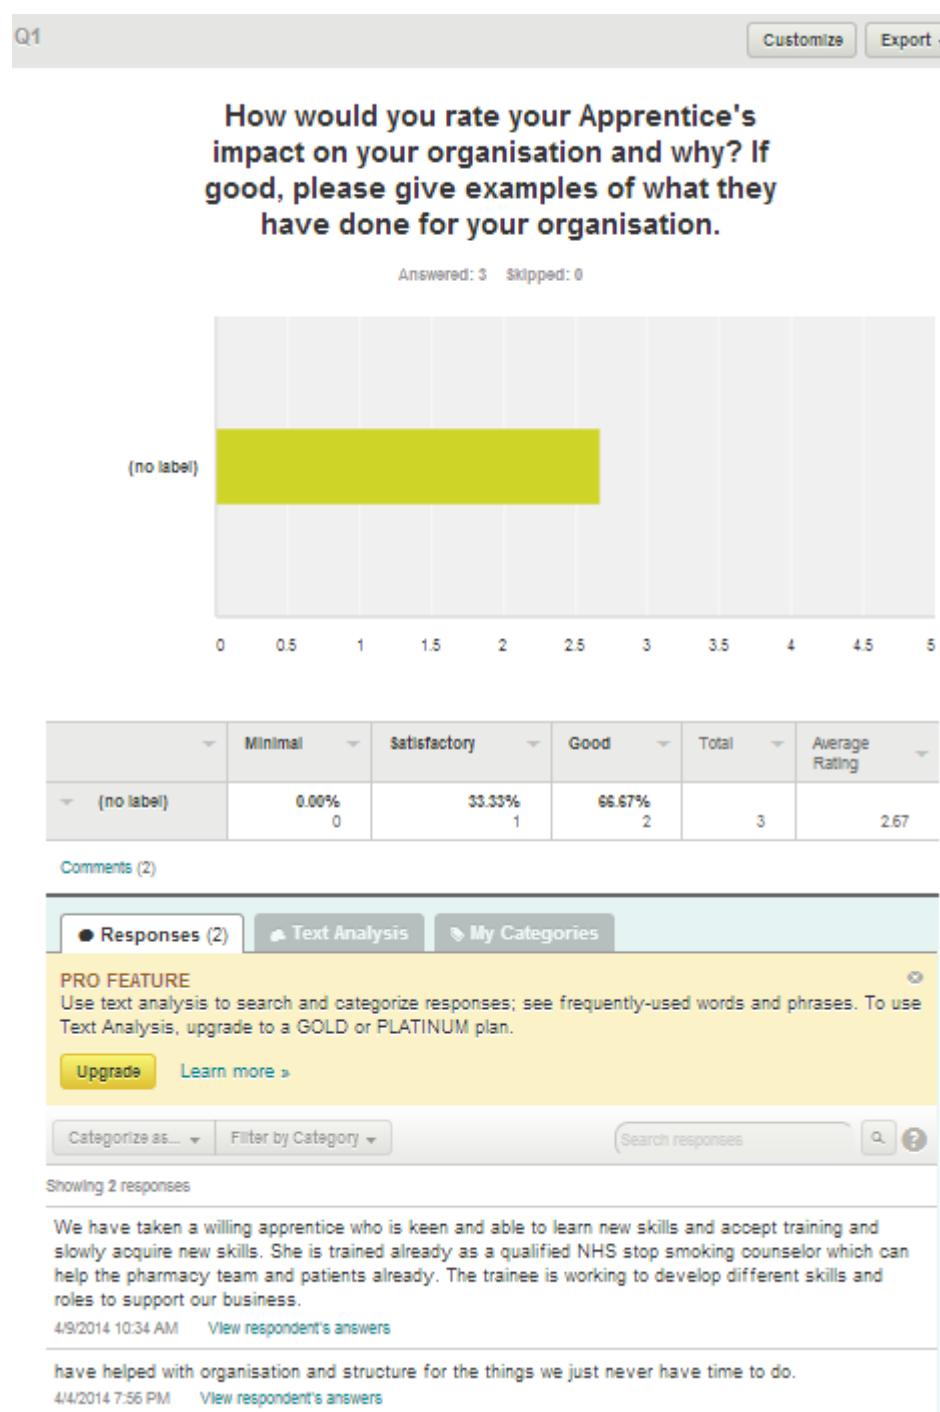 Q1
Customize
Export
How would you rate your Apprentice's
impact on your organisation and why? If
good, please give examples of what they
have done for your organisation.
Answered: 3 Skipped: 0
(no label)
0 0.5 1 1.5 2 2.5 3 3.5 4 4.5 5
Minimal Satisfactory Good Total Average
Rating
(no label) 0.00% 33.33% 66.67%
0 1 2 3 2.67
Comments (2)
Responses (2) Text Analysis My Categories
PRO FEATURE
Use text analysis to search and categorize responses; see frequently-used words and phrases. To use
Text Analysis, upgrade to a GOLD or PLATINUM plan.
Upgrade Learn more »
Categorize as... Filter by Category Search responses ?
Showing 2 responses
We have taken a willing apprentice who is keen and able to learn new skills and accept training and
slowly acquire new skills. She is trained already as a qualified NHS stop smoking counselor which can
help the pharmacy team and patients already. The trainee is working to develop different skills and
roles to support our business.
4/9/2014 10:34 AM View respondent's answers
have helped with organisation and structure for the things we just never have time to do.
4/4/2014 7:56 PM View respondent's answers